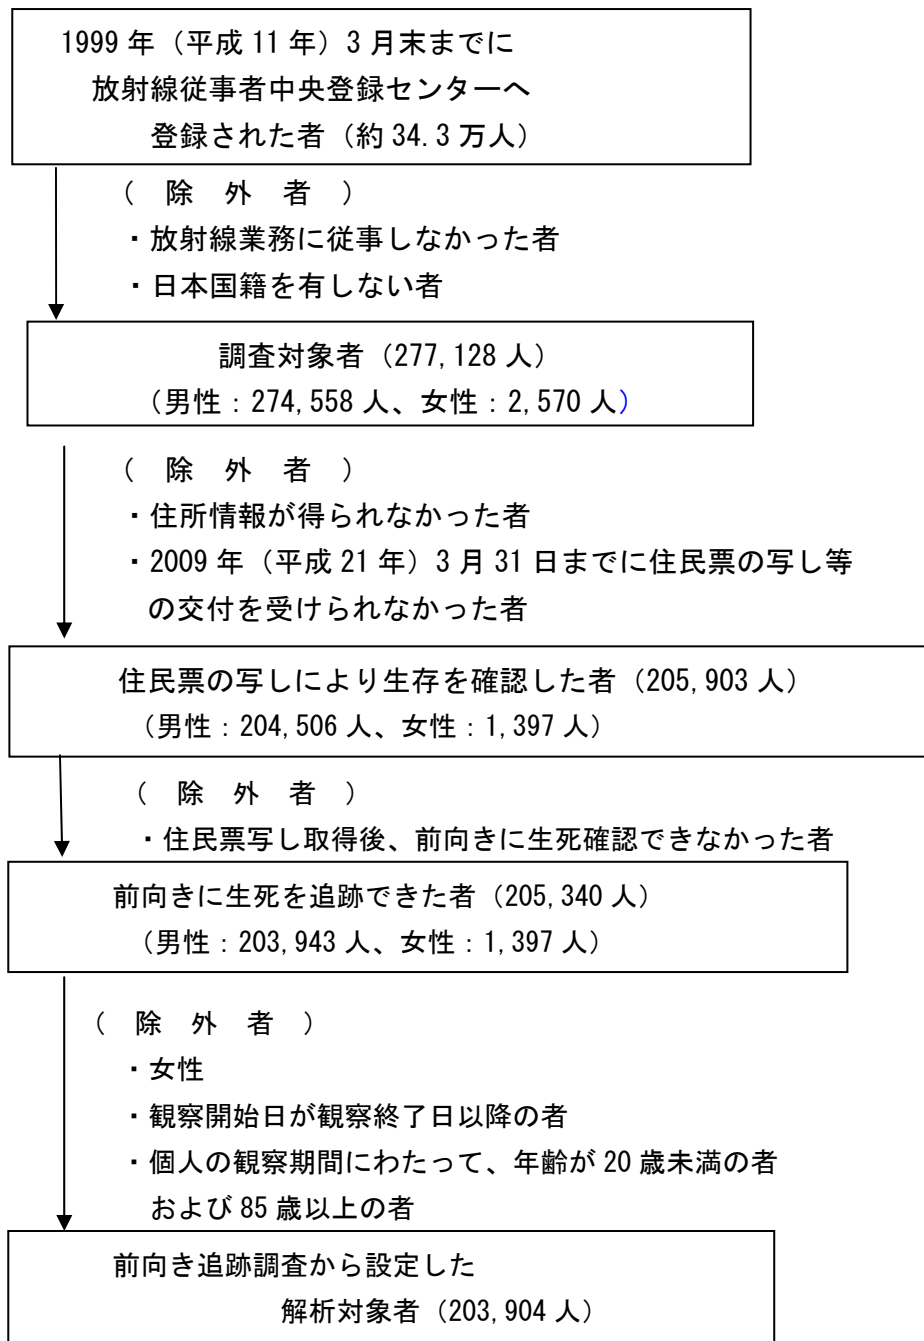 1999 年（平成 11 年）3 月末までに
放射線従事者中央登録センターへ
登録された者（約 34.3 万人）
（　除　外　者　）
・放射線業務に従事しなかった者
・日本国籍を有しない者
調査対象者（277,128 人）
（男性：274,558 人、女性：2,570 人）
（　除　外　者　）
・住所情報が得られなかった者
・2009 年（平成 21 年）3 月 31 日までに住民票の写し等
の交付を受けられなかった者
住民票の写しにより生存を確認した者（205,903 人）
（男性：204,506 人、女性：1,397 人）
（　除　外　者　）
・住民票写し取得後、前向きに生死確認できなかった者
前向きに生死を追跡できた者（205,340 人）
（男性：203,943 人、女性：1,397 人）
（　除　外　者　）
・女性
・観察開始日が観察終了日以降の者
・個人の観察期間にわたって、年齢が 20 歳未満の者
および 85 歳以上の者
前向き追跡調査から設定した
解析対象者（203,904 人）